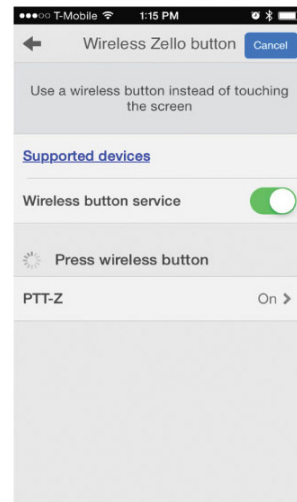 T-Mobile 1:15 PM
Wireless Zello button Cancel
Use a wireless button instead of touching
the screen
Supported devices
Wireless button service
Press wireless button
PTT-Z On